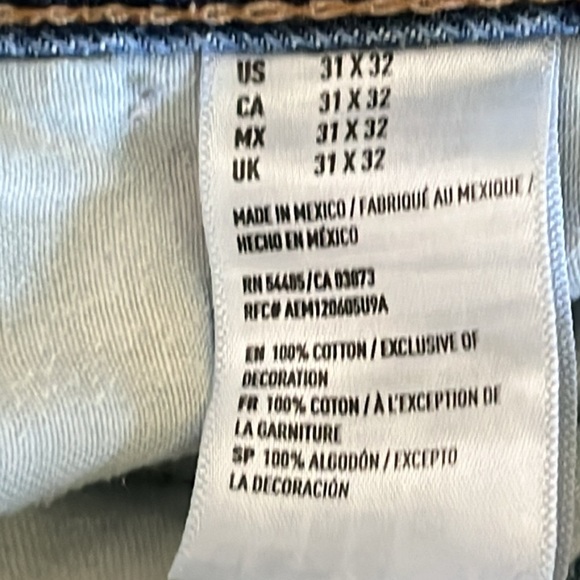 US 31 X 32
CA 31 X 32
MX 31 X 32
UK 31 X 32
MADE IN MEXICO / FABRIQUÉ AU MEXIQUE /
HECHO EN MÉXICO
RN 54485/CA 03873
RFC# AEM120605U9A
EN 100% COTTON / EXCLUSIVE OF
DECORATION
FR 100% COTON / À L'EXCEPTION DE
LA GARNITURE
SP 100% ALGODÓN / EXCEPTO
LA DECORACIÓN